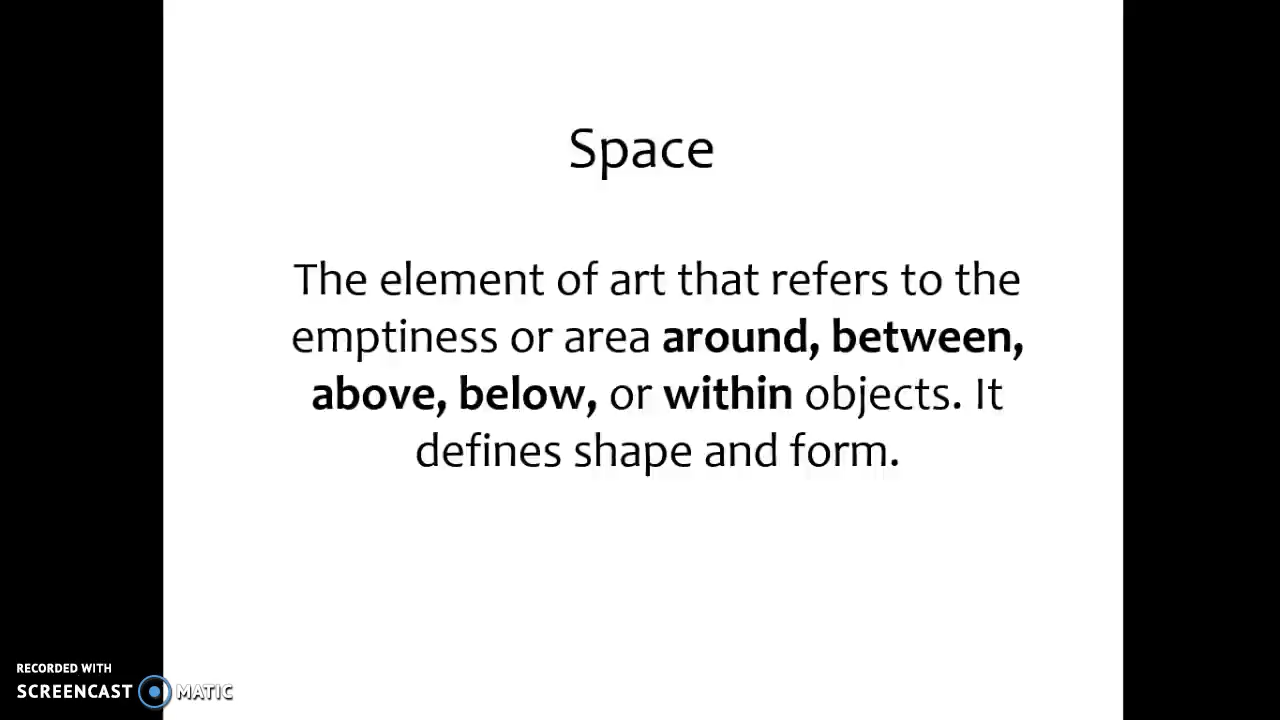 Space
The element of art that refers to the
emptiness or area around, between,
above, below, or within objects. It
defines shape and form.
RECORDED WITH
SCREENCAST MATIC